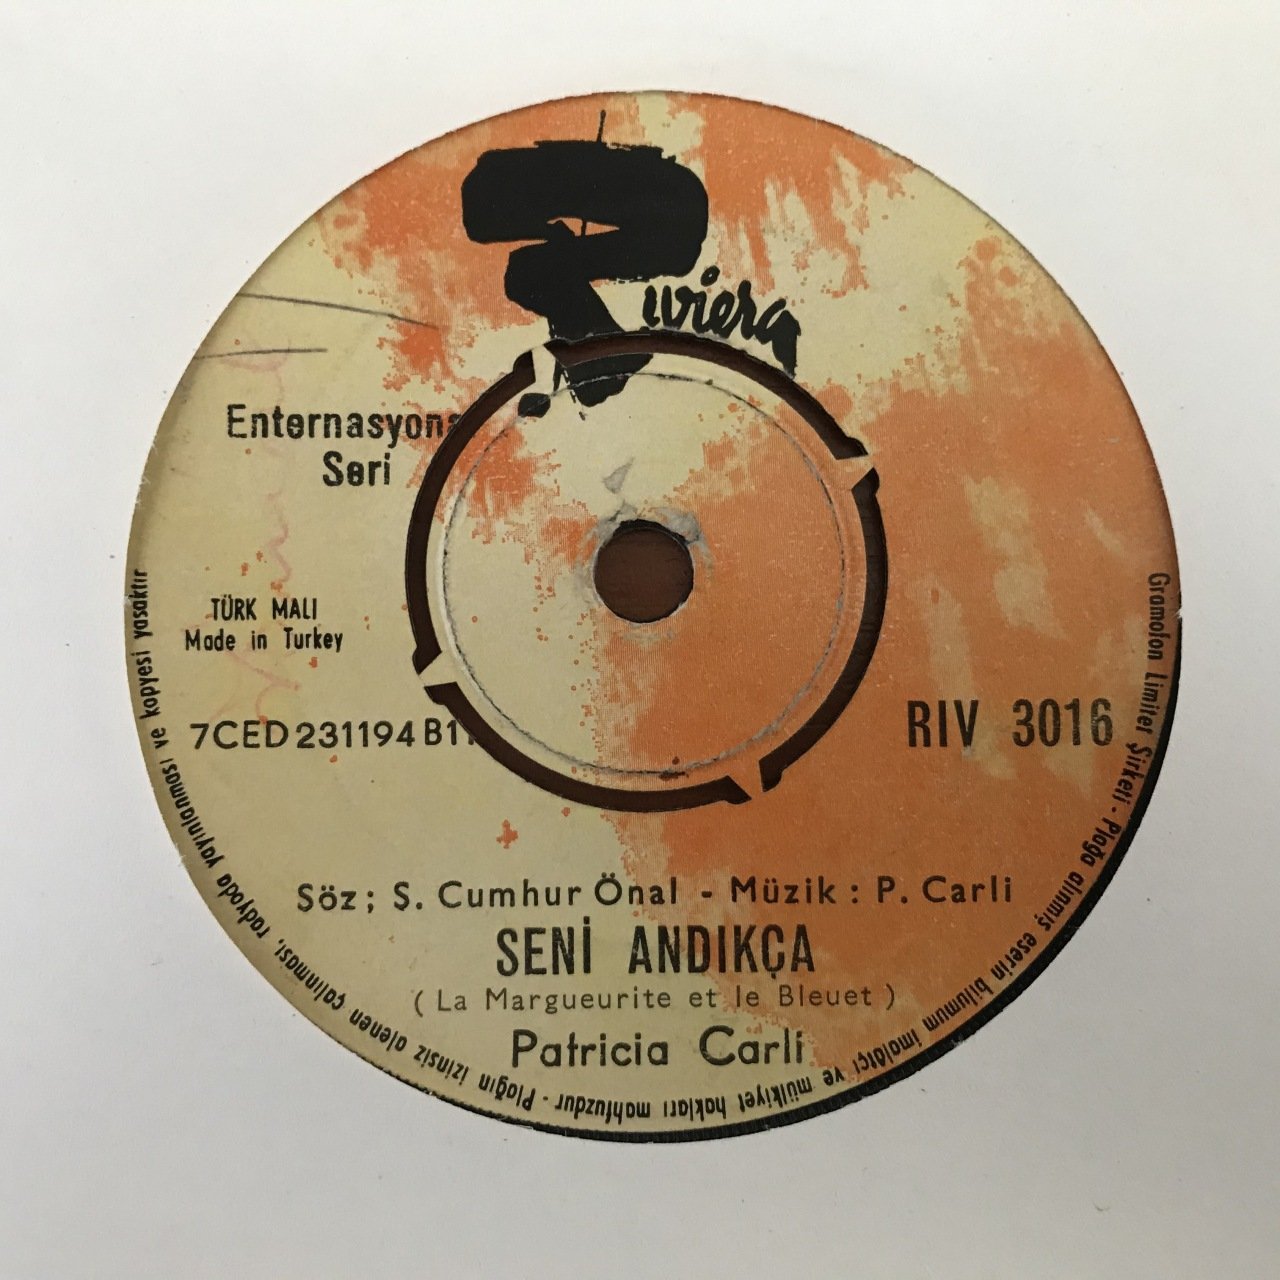 Riviera
Enternasyona
Seri
TÜRK MALI
Made in Turkey
7CED231194B1
RIV 3016
Söz; Ş. Cumhur Önal - Müzik : P. Carli
SENİ ANDIKÇA
( La Margueurite et le Bleuet )
Patricia Carli
Gramofon Limitet Şirketi - Plağa alınmış eserin bilumum imalâtçı ve mülkiyet hakları mahfuzdur - Plağın izinsiz alenen çalınması, radyoda yayınlanması ve kopyesi yasaktır